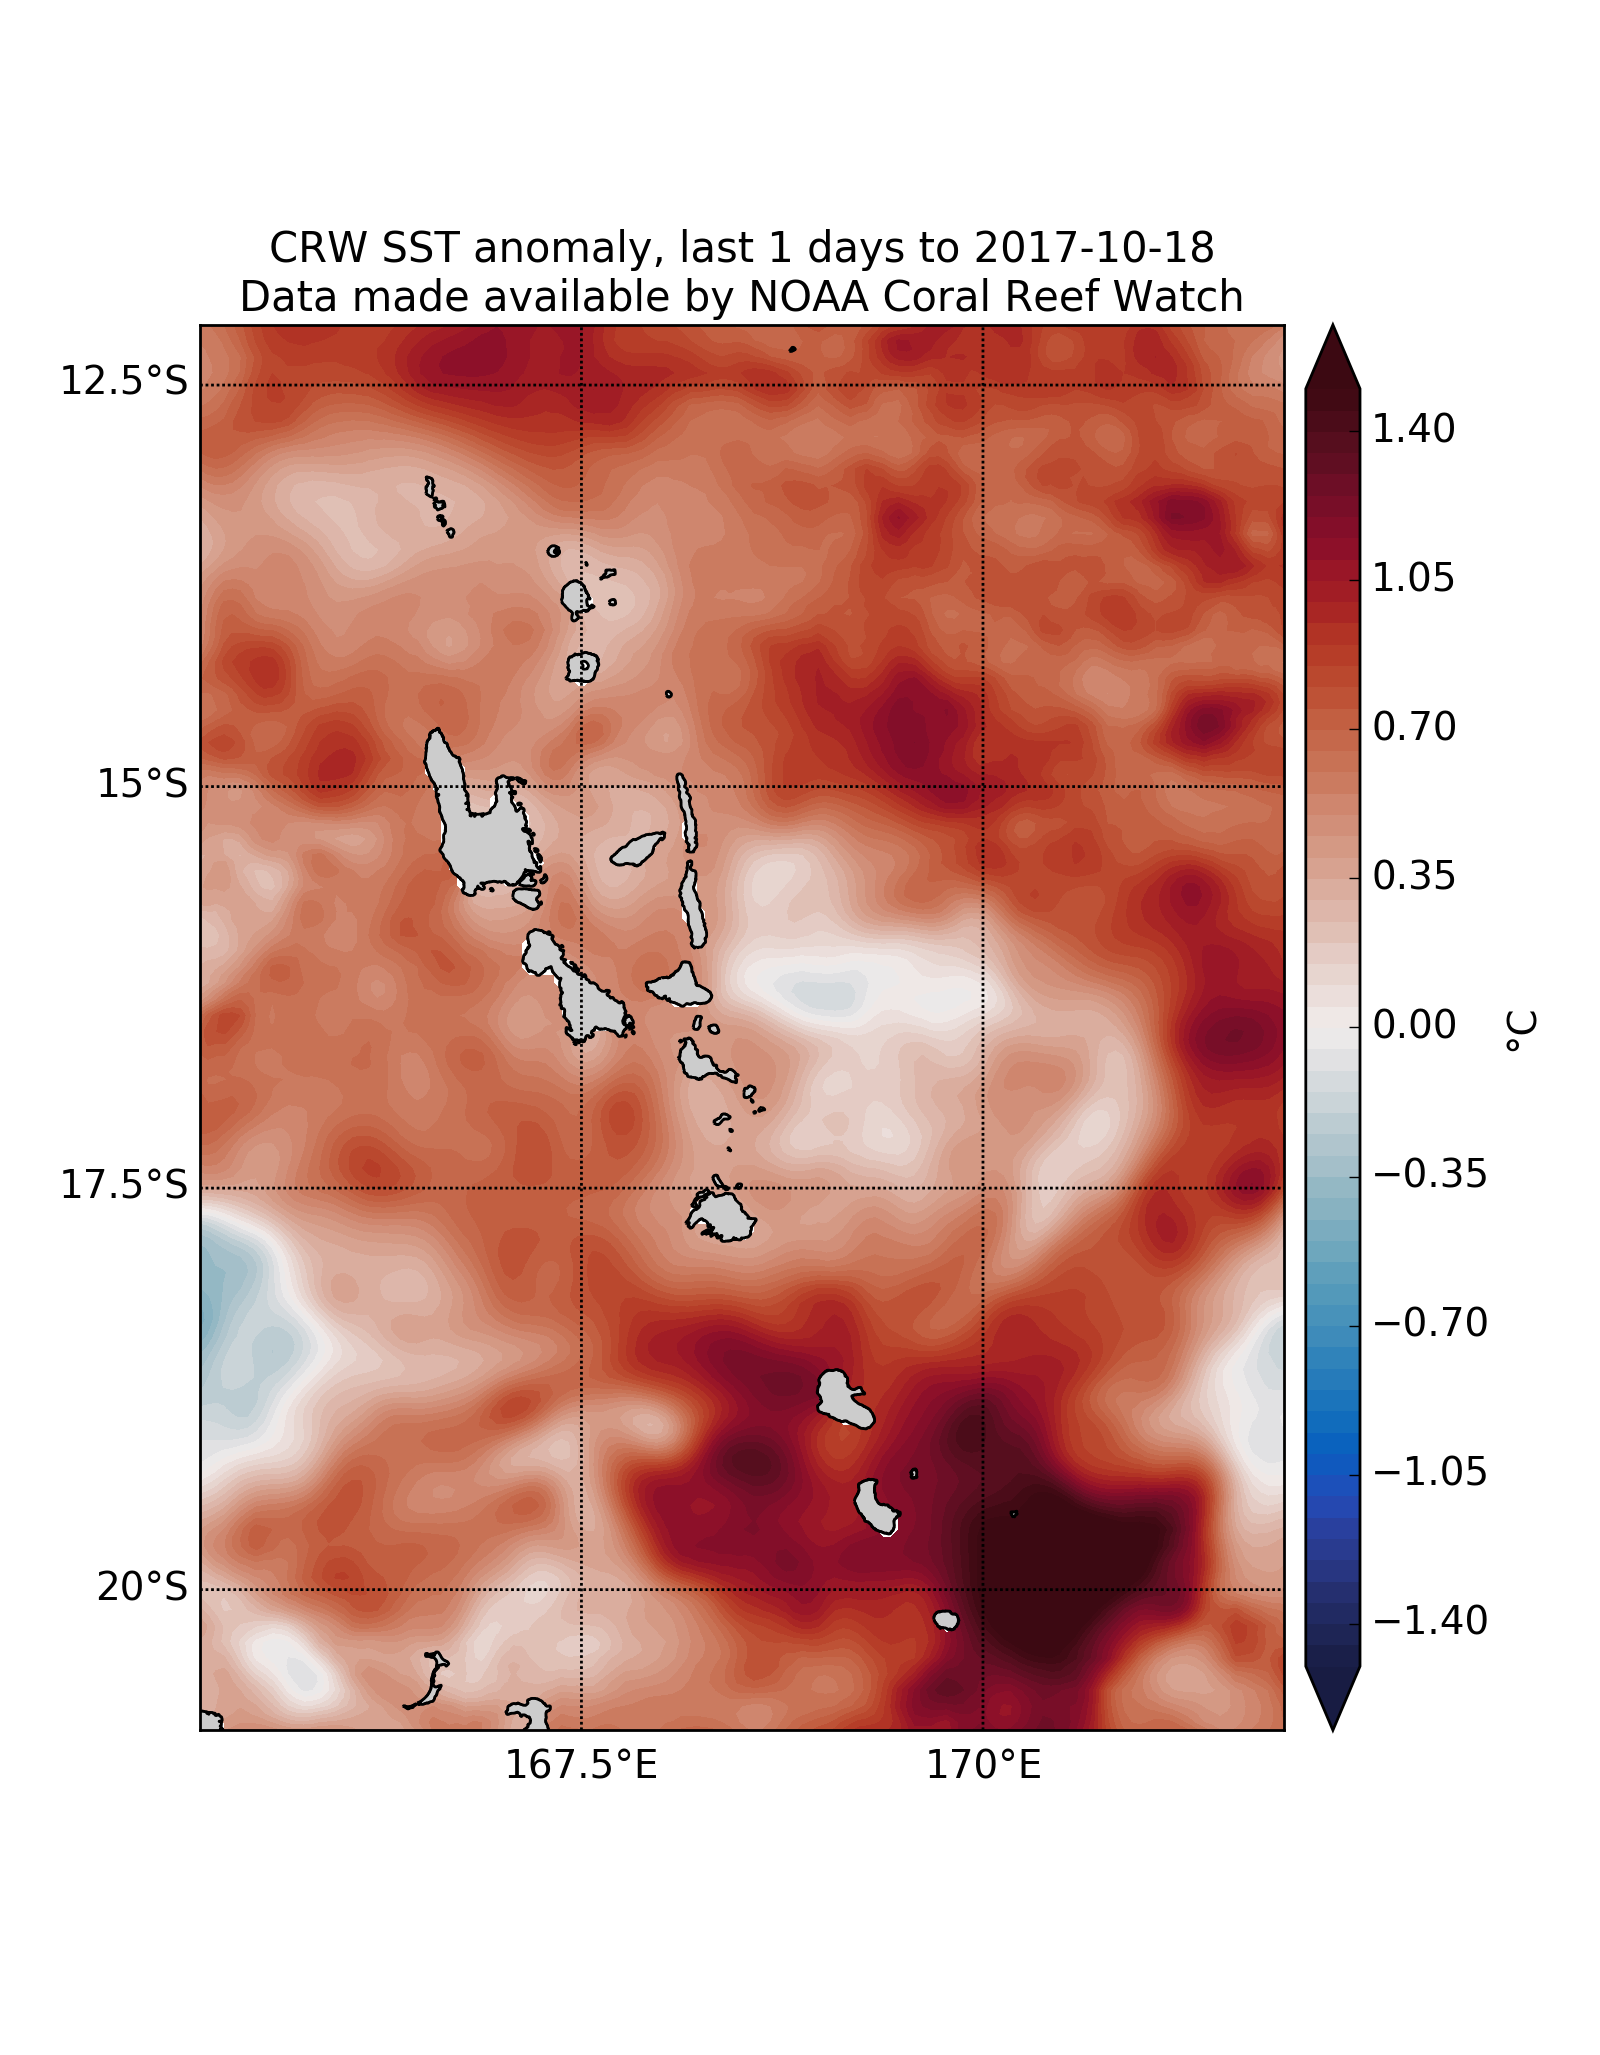 CRW SST anomaly, last 1 days to 2017-10-18
Data made available by NOAA Coral Reef Watch
12.5°S
15°S
17.5°S
20°S
167.5°E
170°E
1.40
1.05
0.70
0.35
0.00
−0.35
−0.70
−1.05
−1.40
°C